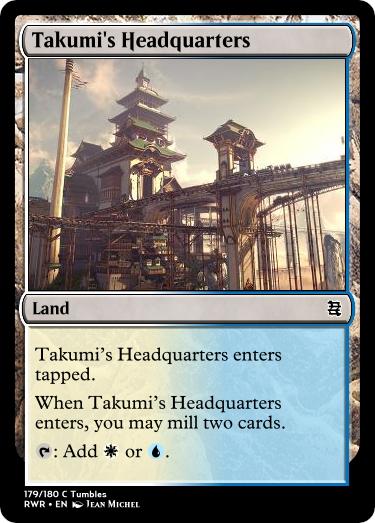 Takumi's Headquarters
Land
Takumi's Headquarters enters
tapped.
When Takumi's Headquarters
enters, you may mill two cards.
: Add or .
179/180 C Tumbles
RWR • EN Jean Michel